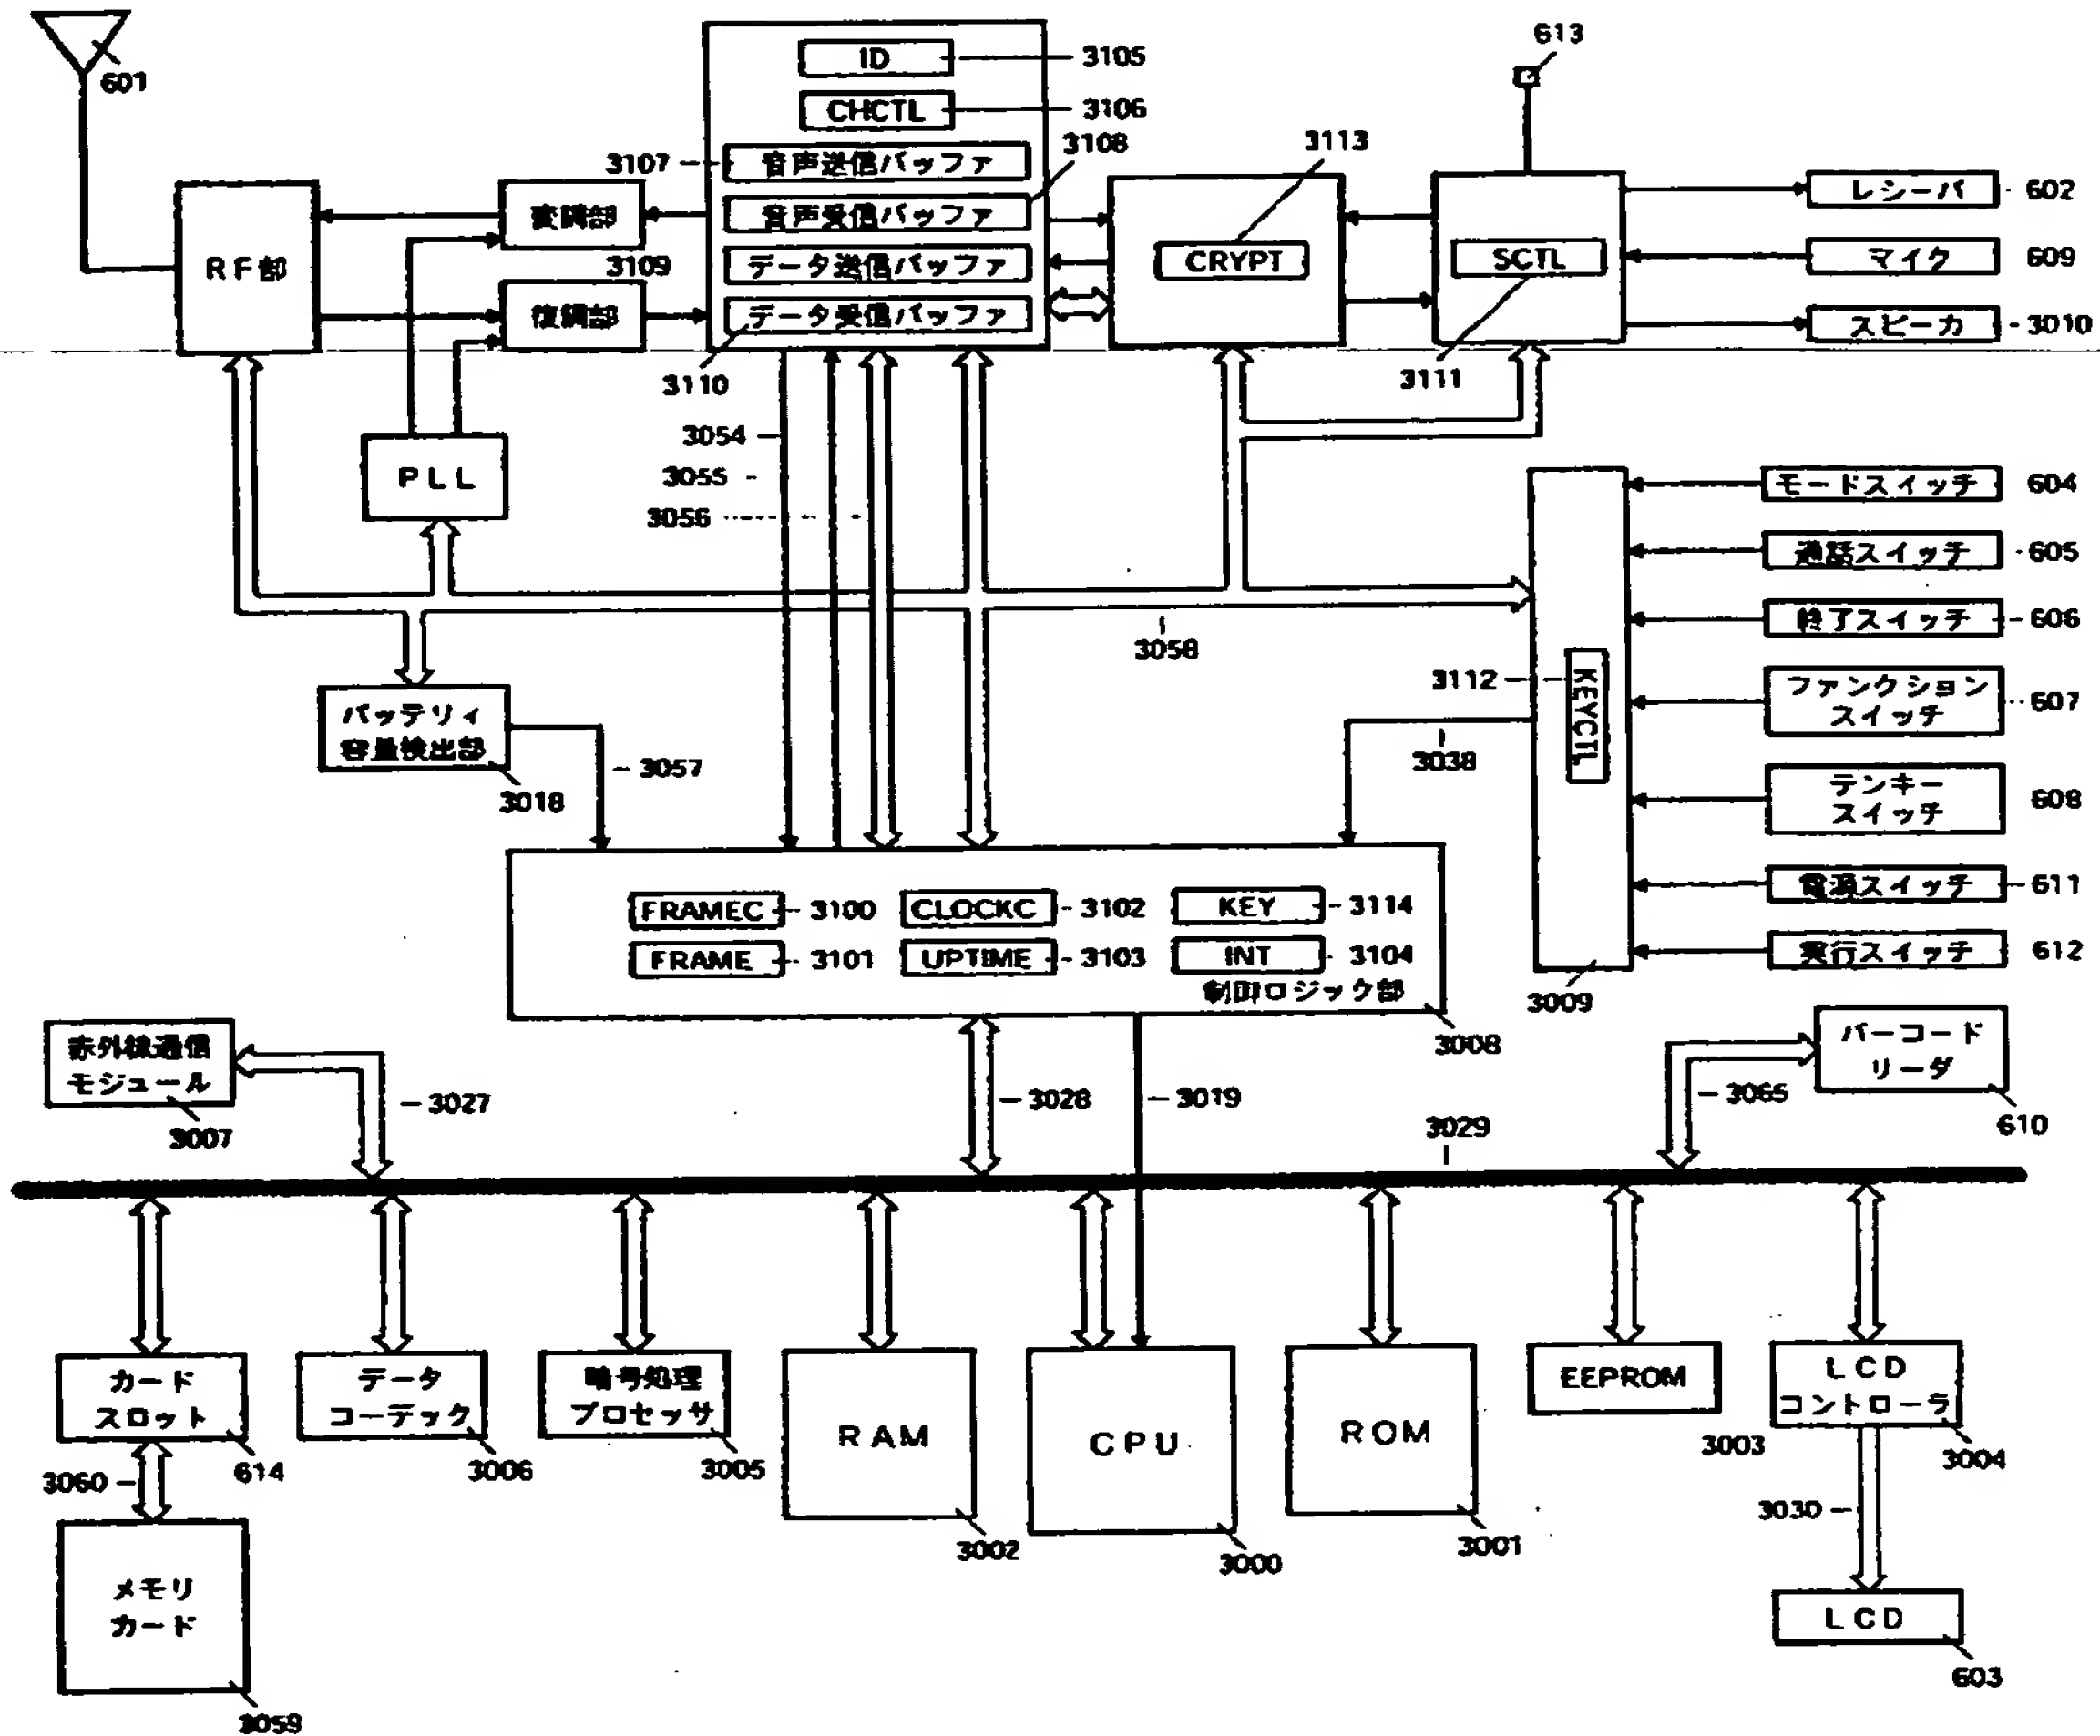 601
ID
3105
CHCTL
3106
3107
音声送信バッファ
3108
音声受信バッファ
データ送信バッファ
3109
データ受信バッファ
3110
RF部
変調部
復調部
PLL
3113
CRYPT
613
SCTL
3111
レシーバ
602
マイク
609
スピーカ
3010
3054
3055
3056
3058
モードスイッチ
604
通話スイッチ
605
終了スイッチ
606
ファンクション
スイッチ
607
テンキー
スイッチ
608
電源スイッチ
611
実行スイッチ
612
3112
KEYCTL
3009
3038
バッテリィ
容量検出部
3018
3057
FRAMEC
3100
CLOCKC
3102
KEY
3114
FRAME
3101
UPTIME
3103
INT
3104
制御ロジック部
3008
赤外線通信
モジュール
3007
3027
3028
3019
3029
3065
バーコード
リーダ
610
カード
スロット
614
データ
コーデック
3006
暗号処理
プロセッサ
3005
RAM
3002
CPU
3000
ROM
3001
EEPROM
3003
LCD
コントローラ
3004
3060
メモリ
カード
3059
3030
LCD
603